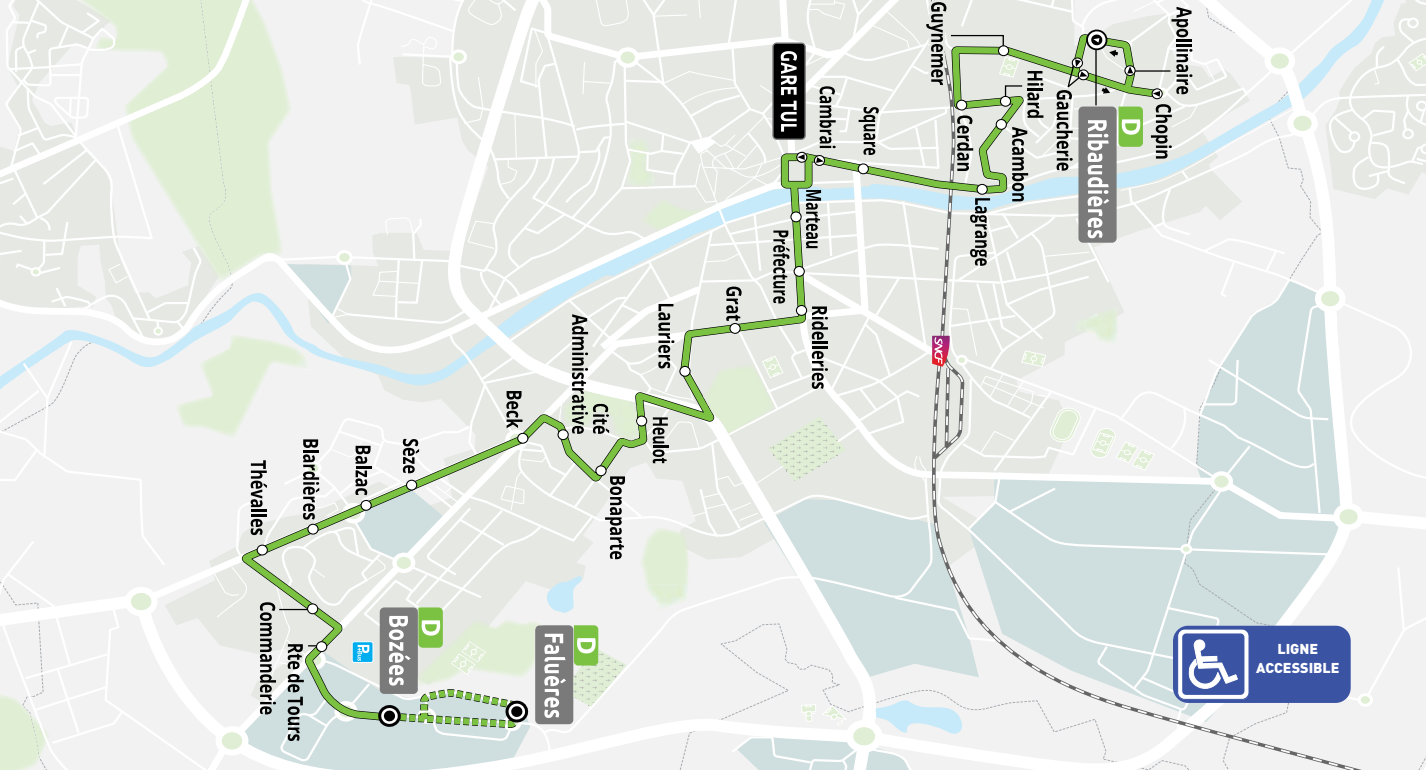 Apollinaire
Chopin
D
Ribaudières
Gaucherie
Guynemer
Hilard
Cerdan
Acambon
Lagrange
Square
Cambrai
GARE TUL
Marteau
Préfecture
Ridelleries
Grat
Lauriers
SNCF
Heulot
Cité
Administrative
Bonaparte
Beck
Sèze
Balzac
Blardières
Thévalles
Commanderie
Rte de Tours
D
Bozées
D
Faluères
LIGNE
ACCESSIBLE